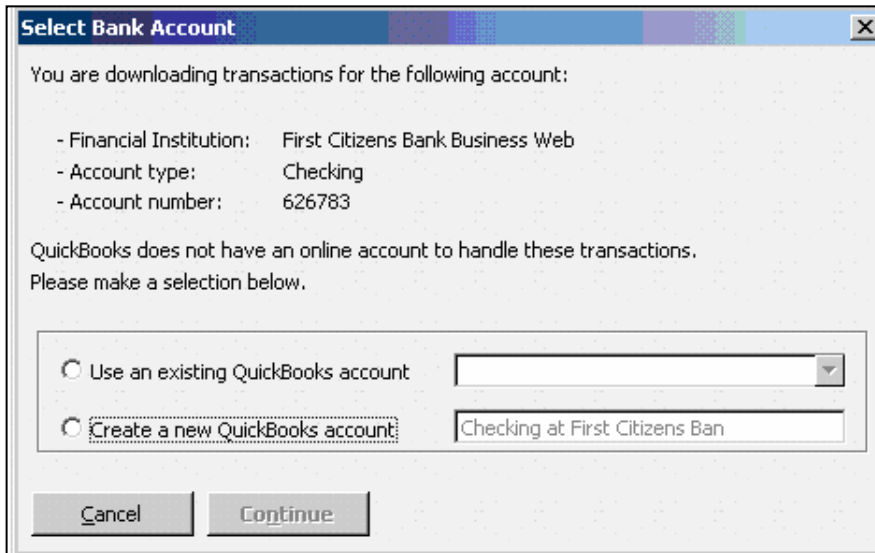 Select Bank Account
You are downloading transactions for the following account:
- Financial Institution: First Citizens Bank Business Web
- Account type: Checking
- Account number: 626783
QuickBooks does not have an online account to handle these transactions.
Please make a selection below.
Use an existing QuickBooks account
Create a new QuickBooks account Checking at First Citizens Ban
Cancel Continue